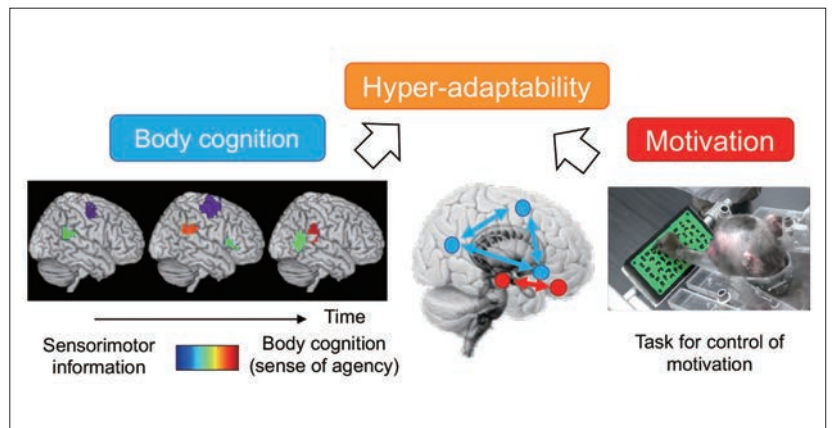 Hyper-adaptability
Body cognition
Motivation
Time
Sensorimotor
information
Body cognition
(sense of agency)
Task for control of
motivation